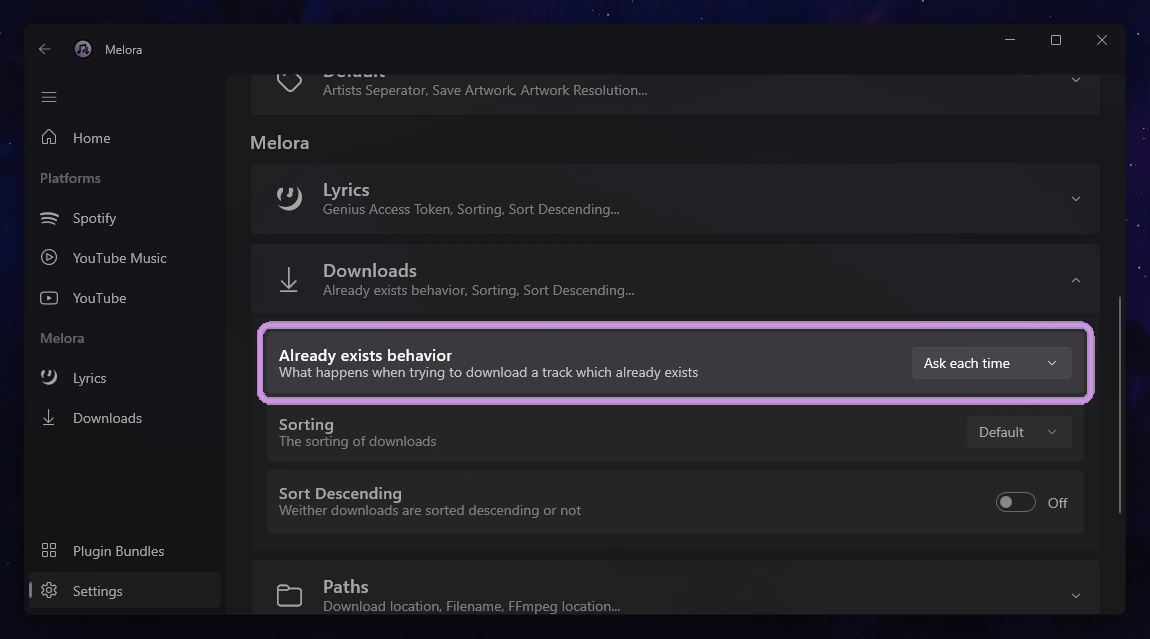 Melora
Home
Platforms
Spotify
YouTube Music
YouTube
Melora
Lyrics
Downloads
Plugin Bundles
Settings
Default
Artists Seperator, Save Artwork, Artwork Resolution...
Melora
Lyrics
Genius Access Token, Sorting, Sort Descending...
Downloads
Already exists behavior, Sorting, Sort Descending...
Already exists behavior
What happens when trying to download a track which already exists
Ask each time
Sorting
The sorting of downloads
Default
Sort Descending
Weither downloads are sorted descending or not
Off
Paths
Download location, Filename, FFmpeg location...